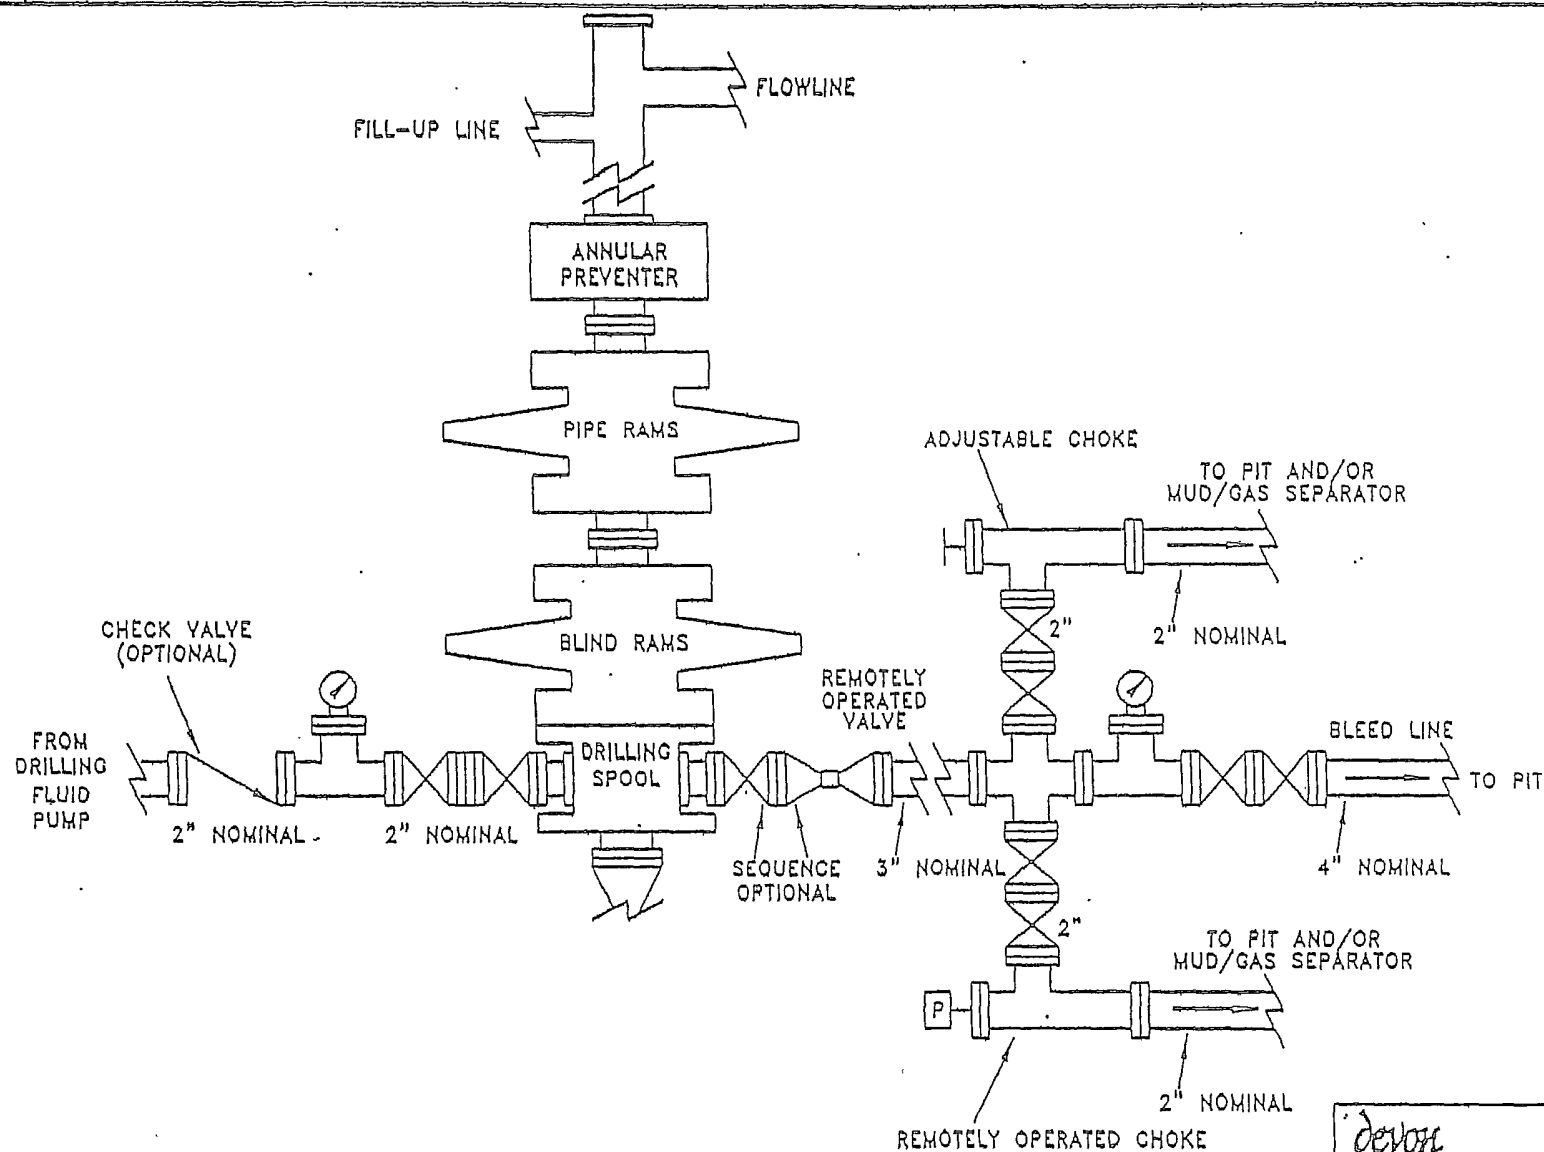 FLOWLINE
FILL-UP LINE
ANNULAR
PREVENTER
PIPE RAMS
ADJUSTABLE CHOKE
TO PIT AND/OR
MUD/GAS SEPARATOR
2" NOMINAL
2"
CHECK VALVE
(OPTIONAL)
BLIND RAMS
REMOTELY
OPERATED
VALVE
FROM
DRILLING
FLUID
PUMP
DRILLING
SPOOL
BLEED LINE
TO PIT
2" NOMINAL
2" NOMINAL
SEQUENCE
OPTIONAL
3" NOMINAL
4" NOMINAL
2"
TO PIT AND/OR
MUD/GAS SEPARATOR
P
2" NOMINAL
REMOTELY OPERATED CHOKE
devon